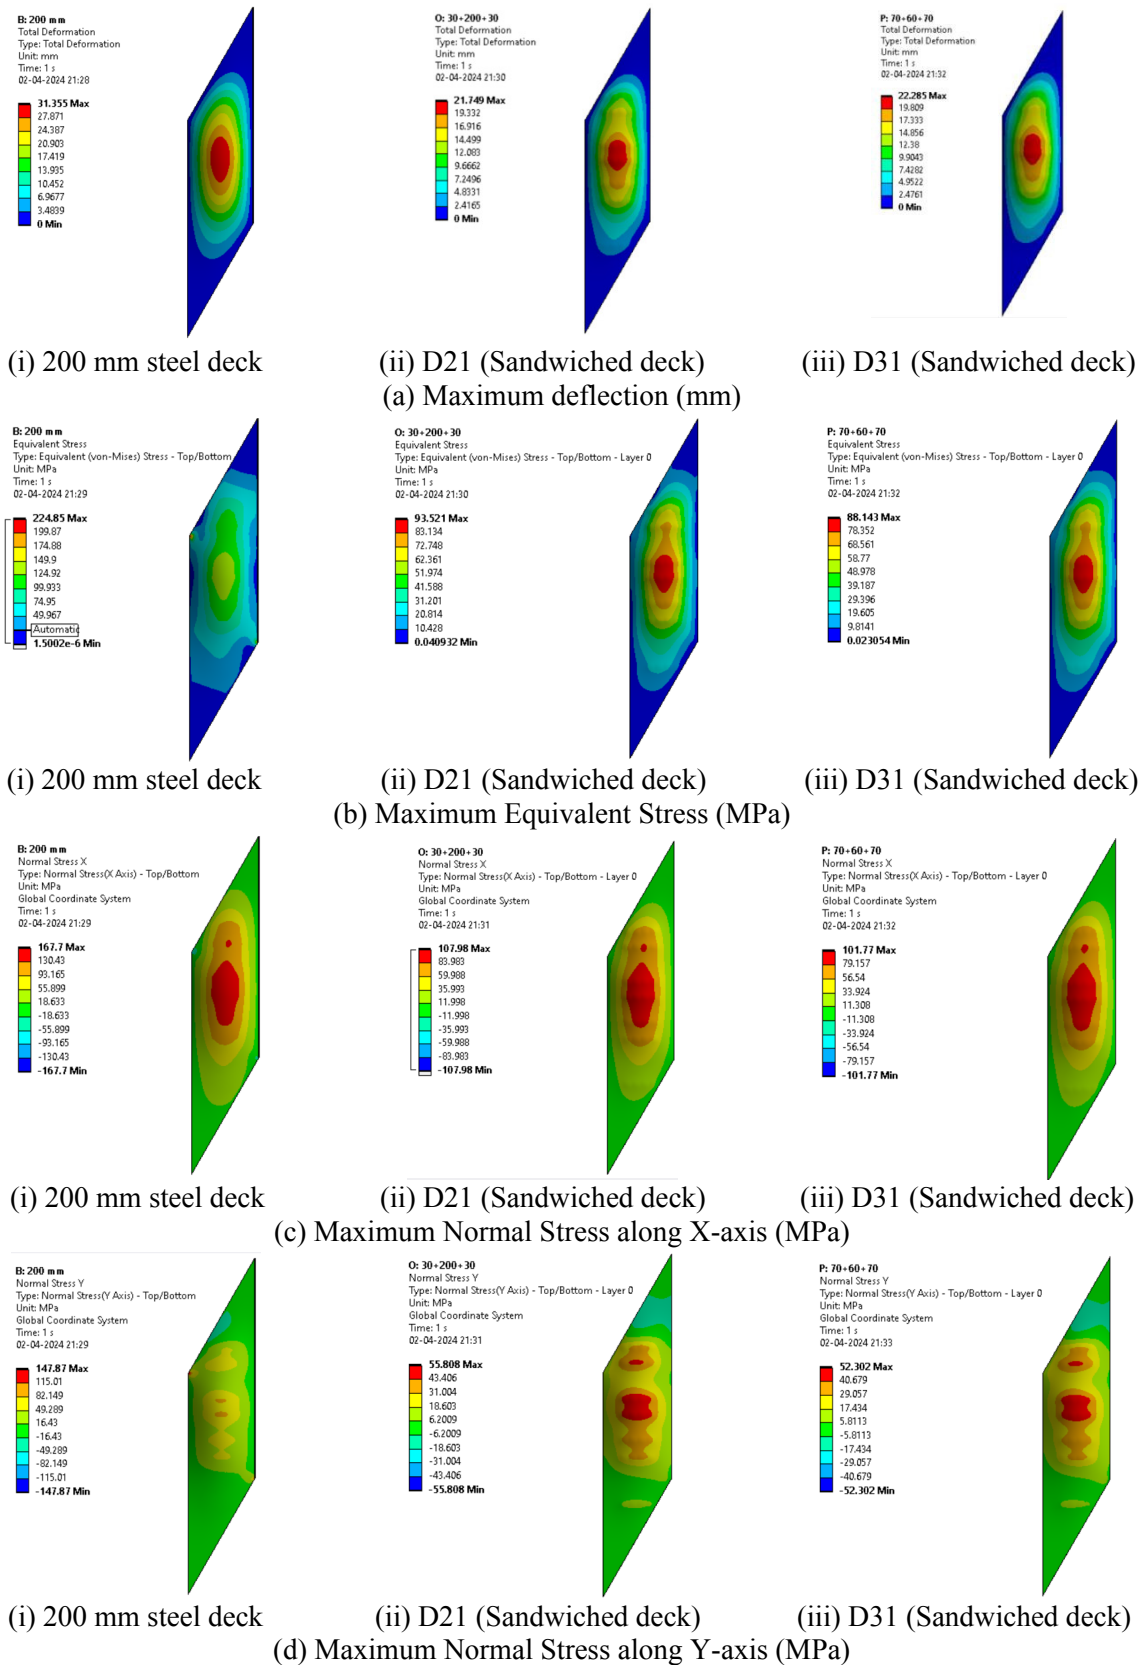 B: 200 mm
Total Deformation
Type: Total Deformation
Unit: mm
Time: 1 s
02-04-2024 21:28
31.355 Max
27.871
24.387
20.903
17.419
13.935
10.452
6.9677
3.4839
0 Min
O: 30+200+30
Total Deformation
Type: Total Deformation
Unit: mm
Time: 1 s
02-04-2024 21:30
21.749 Max
19.332
16.916
14.499
12.083
9.6662
7.2496
4.8331
2.4165
0 Min
P: 70+60+70
Total Deformation
Type: Total Deformation
Unit: mm
Time: 1 s
02-04-2024 21:32
22.285 Max
19.809
17.333
14.856
12.38
9.9043
7.4282
4.9522
2.4761
0 Min
(i) 200 mm steel deck
(ii) D21 (Sandwiched deck)
(iii) D31 (Sandwiched deck)
(a) Maximum deflection (mm)
B: 200 mm
Equivalent Stress
Type: Equivalent (von-Mises) Stress - Top/Bottom
Unit: MPa
Time: 1 s
02-04-2024 21:29
224.85 Max
199.87
174.88
149.9
124.92
99.933
74.95
49.967
Automatic
1.5002e-6 Min
O: 30+200+30
Equivalent Stress
Type: Equivalent (von-Mises) Stress - Top/Bottom - Layer 0
Unit: MPa
Time: 1 s
02-04-2024 21:30
93.521 Max
83.134
72.748
62.361
51.974
41.588
31.201
20.814
10.428
0.040932 Min
P: 70+60+70
Equivalent Stress
Type: Equivalent (von-Mises) Stress - Top/Bottom - Layer 0
Unit: MPa
Time: 1 s
02-04-2024 21:32
88.143 Max
78.352
68.561
58.77
48.978
39.187
29.396
19.605
9.8141
0.023054 Min
(i) 200 mm steel deck
(ii) D21 (Sandwiched deck)
(iii) D31 (Sandwiched deck)
(b) Maximum Equivalent Stress (MPa)
B: 200 mm
Normal Stress X
Type: Normal Stress(X Axis) - Top/Bottom
Unit: MPa
Global Coordinate System
Time: 1 s
02-04-2024 21:29
167.7 Max
130.43
93.165
55.899
18.633
-18.633
-55.899
-93.165
-130.43
-167.7 Min
O: 30+200+30
Normal Stress X
Type: Normal Stress(X Axis) - Top/Bottom - Layer 0
Unit: MPa
Global Coordinate System
Time: 1 s
02-04-2024 21:31
107.98 Max
83.983
59.988
35.993
11.998
-11.998
-35.993
-59.988
-83.983
-107.98 Min
P: 70+60+70
Normal Stress X
Type: Normal Stress(X Axis) - Top/Bottom - Layer 0
Unit: MPa
Global Coordinate System
Time: 1 s
02-04-2024 21:32
101.77 Max
79.157
56.54
33.924
11.308
-11.308
-33.924
-56.54
-79.157
-101.77 Min
(i) 200 mm steel deck
(ii) D21 (Sandwiched deck)
(iii) D31 (Sandwiched deck)
(c) Maximum Normal Stress along X-axis (MPa)
B: 200 mm
Normal Stress Y
Type: Normal Stress(Y Axis) - Top/Bottom
Unit: MPa
Global Coordinate System
Time: 1 s
02-04-2024 21:29
147.87 Max
115.01
82.149
49.289
16.43
-16.43
-49.289
-82.149
-115.01
-147.87 Min
O: 30+200+30
Normal Stress Y
Type: Normal Stress(Y Axis) - Top/Bottom - Layer 0
Unit: MPa
Global Coordinate System
Time: 1 s
02-04-2024 21:31
55.808 Max
43.406
31.004
18.603
6.2009
-6.2009
-18.603
-31.004
-43.406
-55.808 Min
P: 70+60+70
Normal Stress Y
Type: Normal Stress(Y Axis) - Top/Bottom - Layer 0
Unit: MPa
Global Coordinate System
Time: 1 s
02-04-2024 21:33
52.302 Max
40.679
29.057
17.434
5.8113
-5.8113
-17.434
-29.057
-40.679
-52.302 Min
(i) 200 mm steel deck
(ii) D21 (Sandwiched deck)
(iii) D31 (Sandwiched deck)
(d) Maximum Normal Stress along Y-axis (MPa)